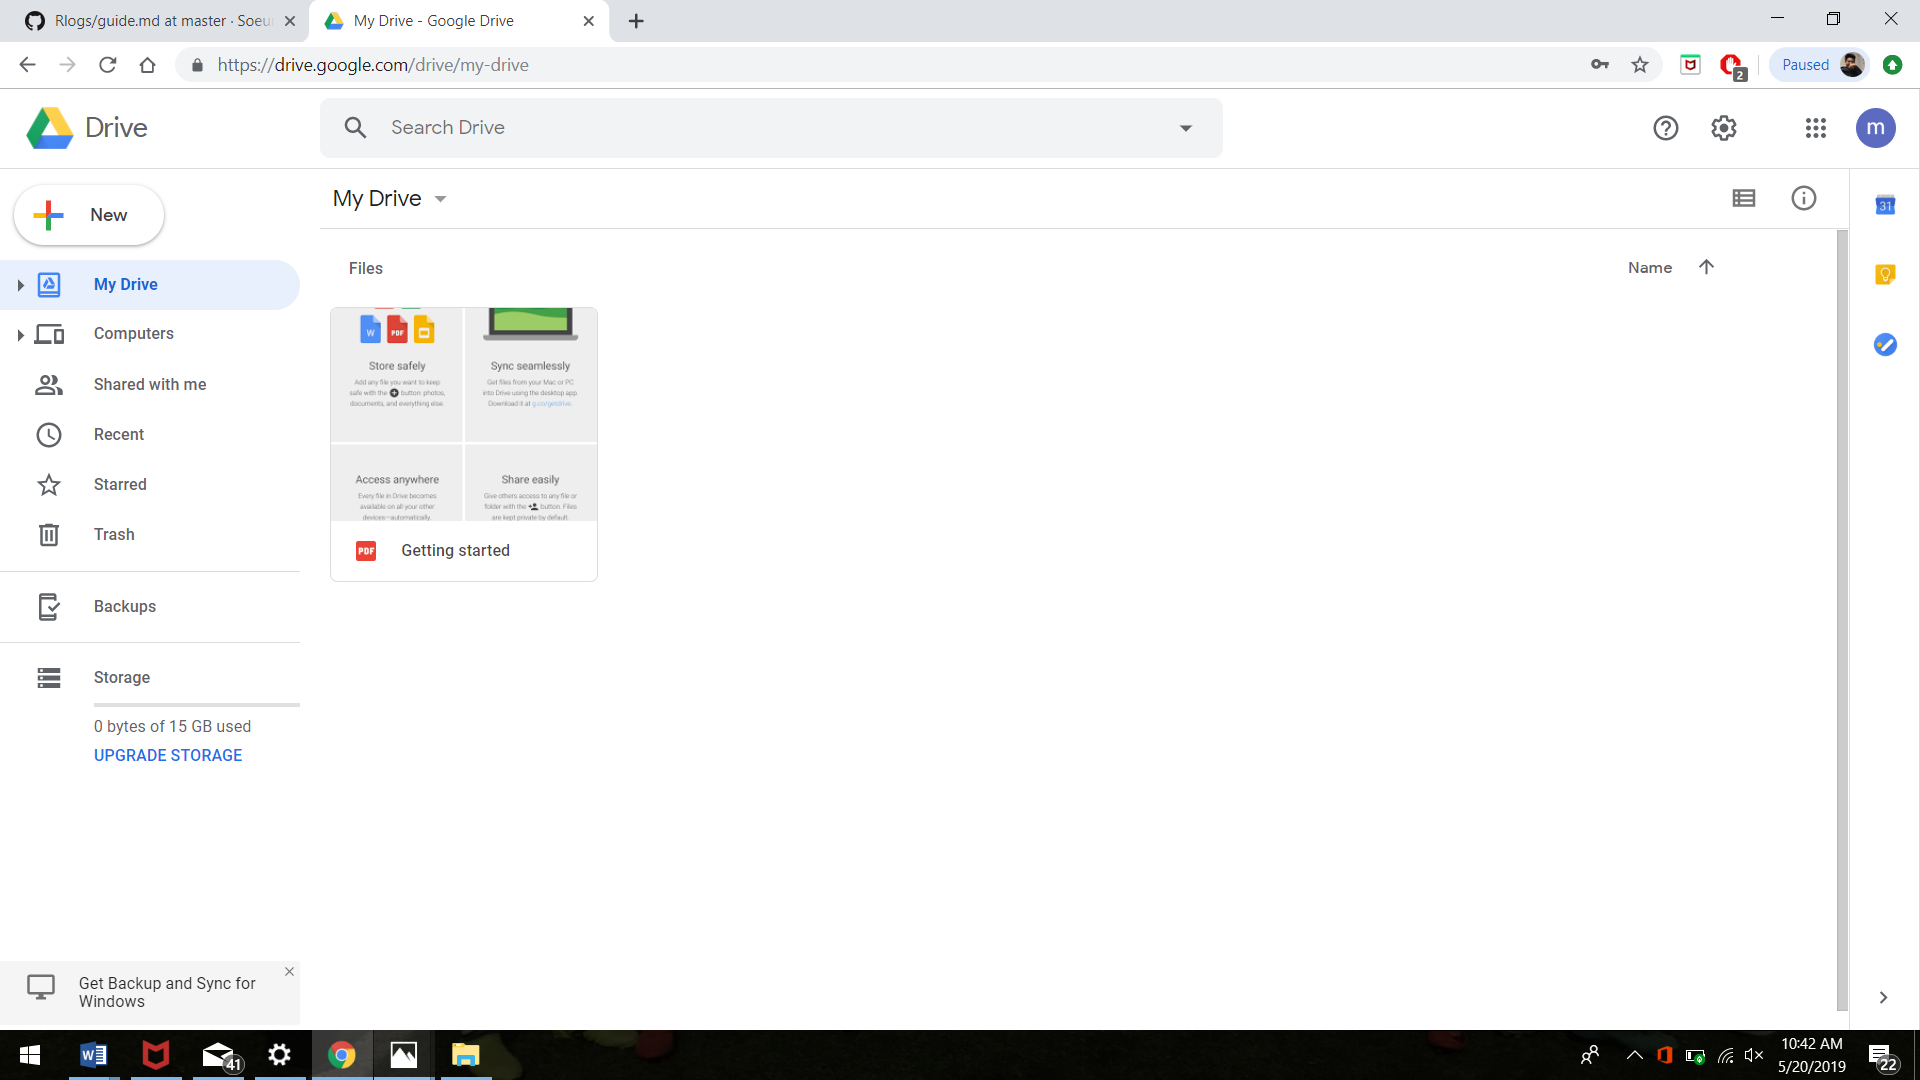 Rlogs/guide.md at master · Soeu
My Drive - Google Drive
https://drive.google.com/drive/my-drive
2
Paused
Drive
Search Drive
m
New
My Drive
31
Files
Name
My Drive
Computers
Shared with me
Recent
Starred
Trash
Backups
Storage
0 bytes of 15 GB used
UPGRADE STORAGE
W
PDF
Store safely
Add any file you want to keep
safe with the button: photos,
documents, and everything else.
Sync seamlessly
Get files from your Mac or PC
into Drive using the desktop app.
Download it at g.co/getdrive.
Access anywhere
Every file in Drive becomes
available on all your other
devices—automatically.
Share easily
Give others access to any file or
folder with the button. Files
are kept private by default.
PDF
Getting started
Get Backup and Sync for
Windows
W
41
10:42 AM
5/20/2019
22